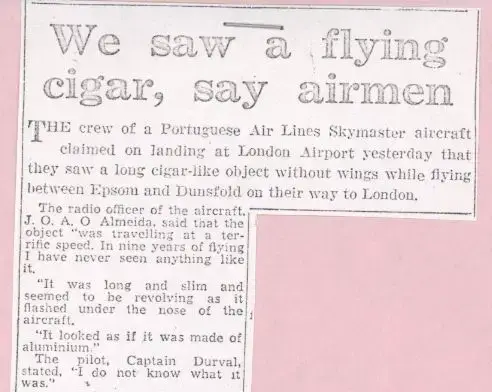 We saw a flying
cigar, say airmen
THE crew of a Portuguese Air Lines Skymaster aircraft
claimed on landing at London Airport yesterday that
they saw a long cigar-like object without wings while flying
between Epsom and Dunsfold on their way to London.
The radio officer of the aircraft,
J. O. A. O Almeida, said that the
object "was travelling at a ter-
rific speed. In nine years of flying
I have never seen anything like
it.
"It was long and slim and
seemed to be revolving as it
flashed under the nose of the
aircraft.
"It looked as if it was made of
aluminium."
The pilot, Captain Durval,
stated, "I do not know what it
was."